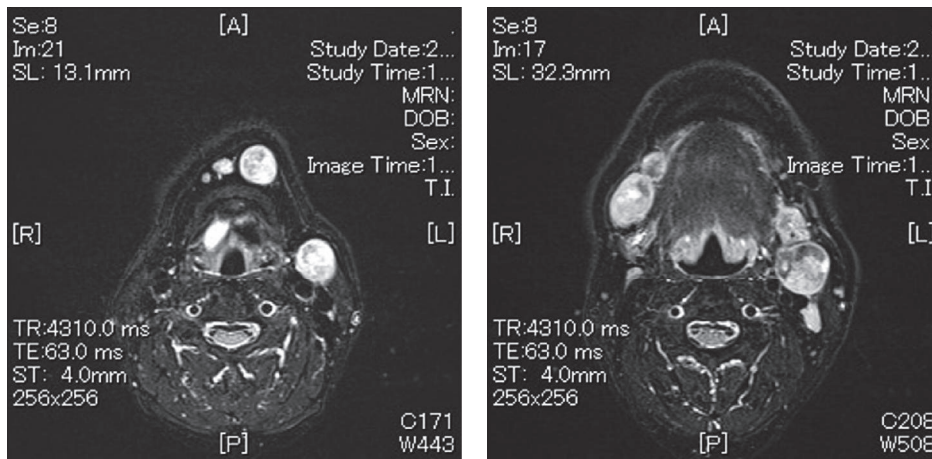 Se:8
Im:21
SL: 13.1mm
[A]
Study Date:2...
Study Time:1...
MRN:
DOB:
Sex:
Image Time:1...
T.I.
[R]
[L]
TR:4310.0 ms
TE:63.0 ms
ST: 4.0mm
256x256
[P]
C171
W443
Se:8
Im:17
SL: 32.3mm
[A]
Study Date:2...
Study Time:1...
MRN
DOB
Sex
Image Time:1...
T.I
[R]
[L]
TR:4310.0 ms
TE:63.0 ms
ST: 4.0mm
256x256
[P]
C208
W508